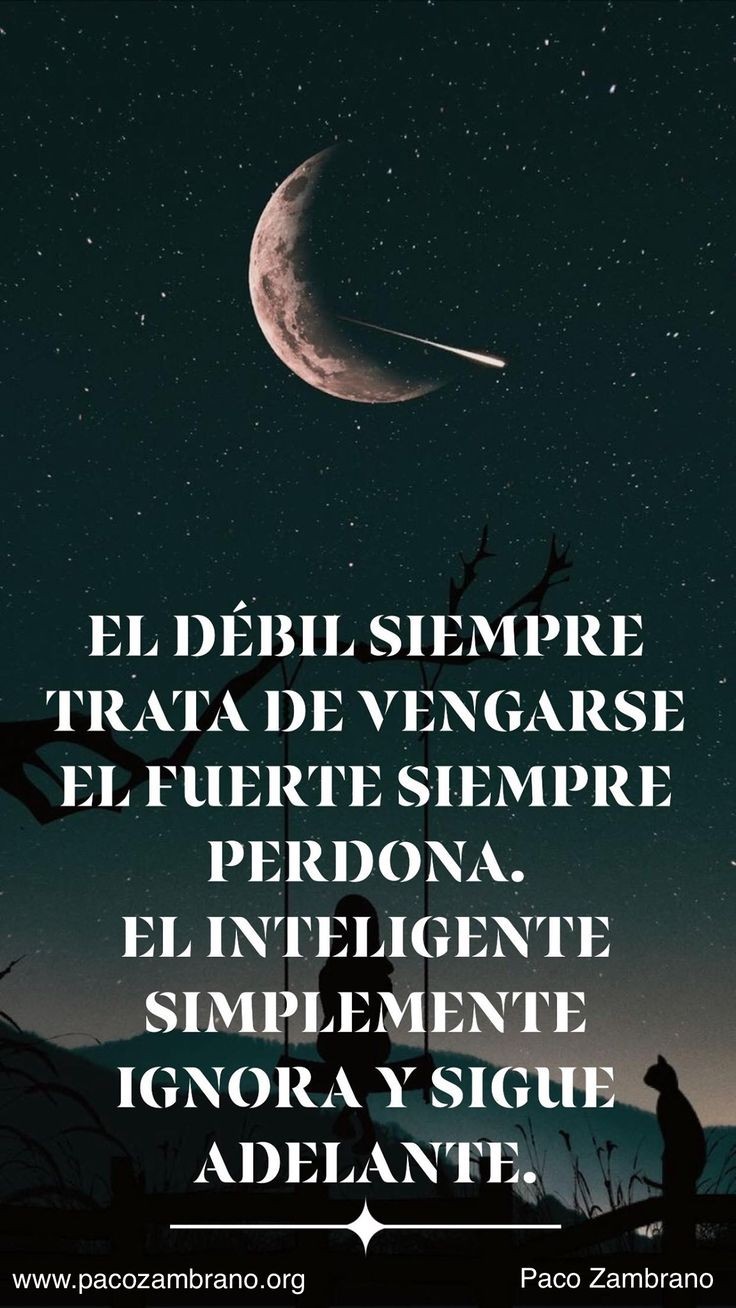 EL DÉBIL SIEMPRE
TRATA DE VENGARSE
EL FUERTE SIEMPRE
PERDONA.
EL INTELIGENTE
SIMPLEMENTE
IGNORA Y SIGUE
ADELANTE.
www.pacozambrano.org
Paco Zambrano